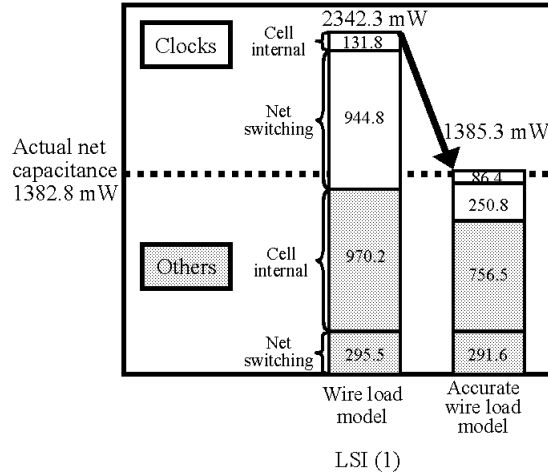 2342.3 mW
Clocks
Cell
internal
131.8
Net
switching
944.8
1385.3 mW
Actual net
capacitance
1382.8 mW
86.4
250.8
Others
Cell
internal
970.2
756.5
Net
switching
295.5
291.6
Wire load
model
Accurate
wire load
model
LSI (1)